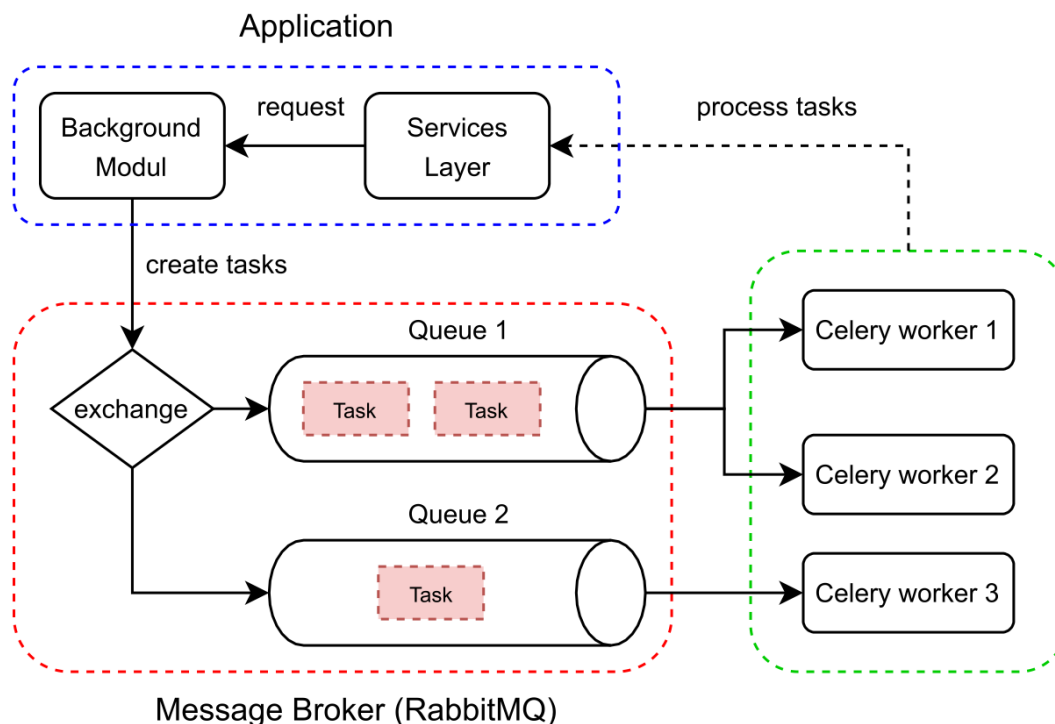 Application
Background
Modul
request
Services
Layer
process tasks
create tasks
Queue 1
exchange
Task
Task
Celery worker 1
Celery worker 2
Queue 2
Task
Celery worker 3
Message Broker (RabbitMQ)